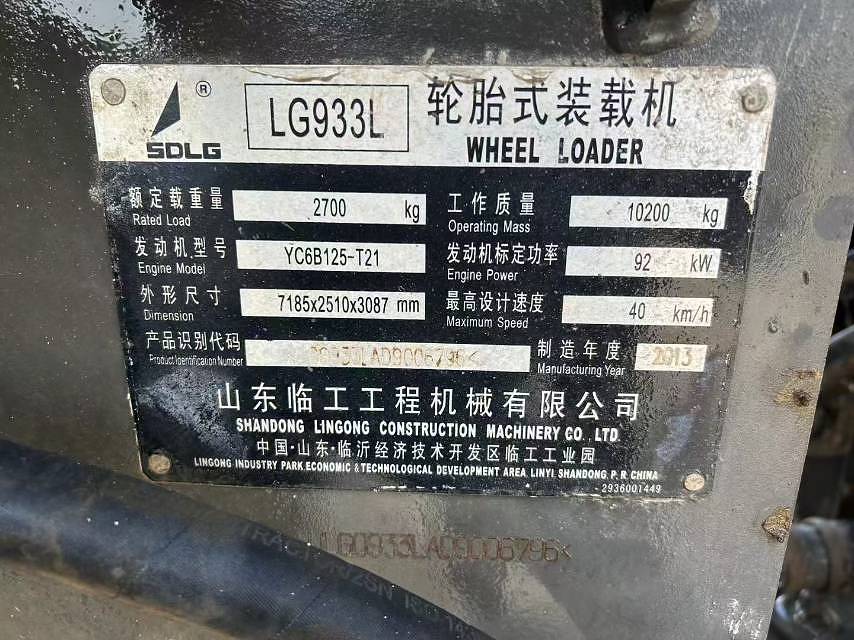 SDLG ®
LG933L
轮胎式装载机
WHEEL LOADER
额定载重量 2700 kg
Rated Load
工作质量 10200 kg
Operating Mass
发动机型号 YC6B125-T21
Engine Model
发动机标定功率 92 kW
Engine Power
外形尺寸 7185x2510x3087 mm
Dimension
最高设计速度 40 km/h
Maximum Speed
产品识别代码
Product Identification Number
制造年度 2013
Manufacturing Year
山东临工工程机械有限公司
SHANDONG LINGONG CONSTRUCTION MACHINERY CO., LTD
中国·山东·临沂经济技术开发区临工工业园
LINGONG INDUSTRY PARK.ECONOMIC & TECHNOLOGICAL DEVELOPMENT AREA, LINYI, SHANDONG, P. R. CHINA
2936001449